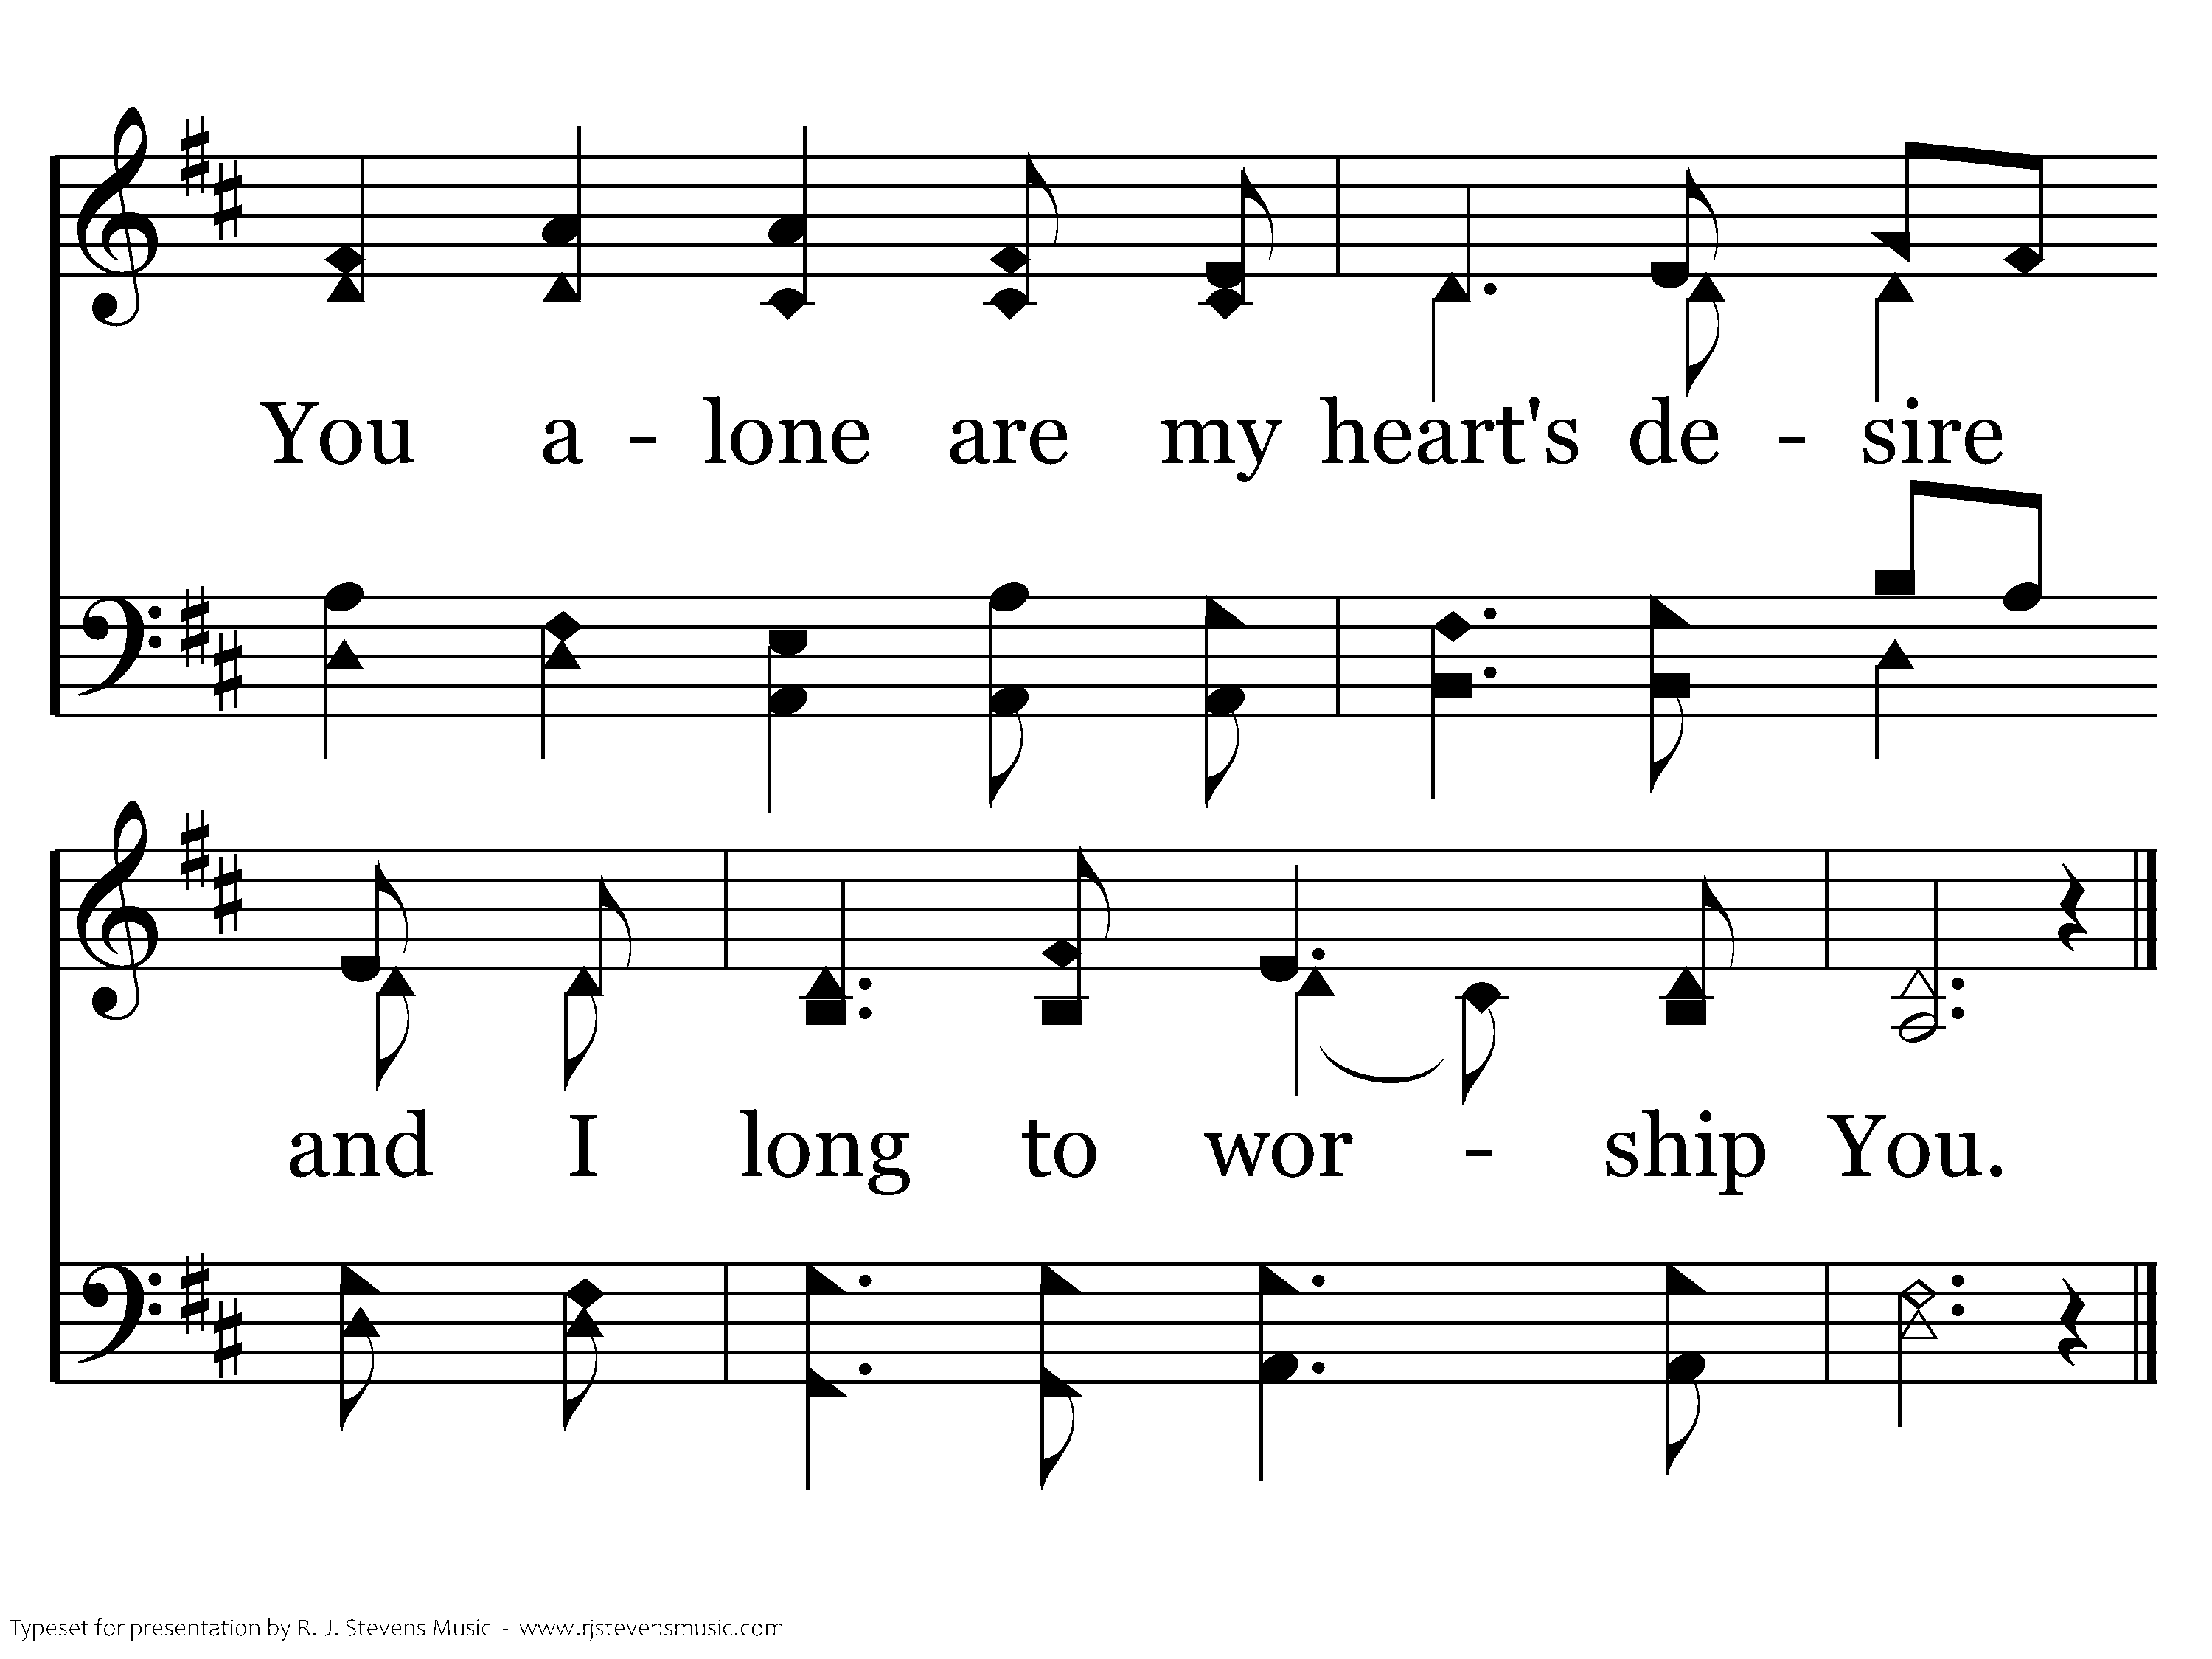 You a - lone are my heart's de - sire
and I long to wor - ship You.
Typeset for presentation by R. J. Stevens Music - www.rjstevensmusic.com